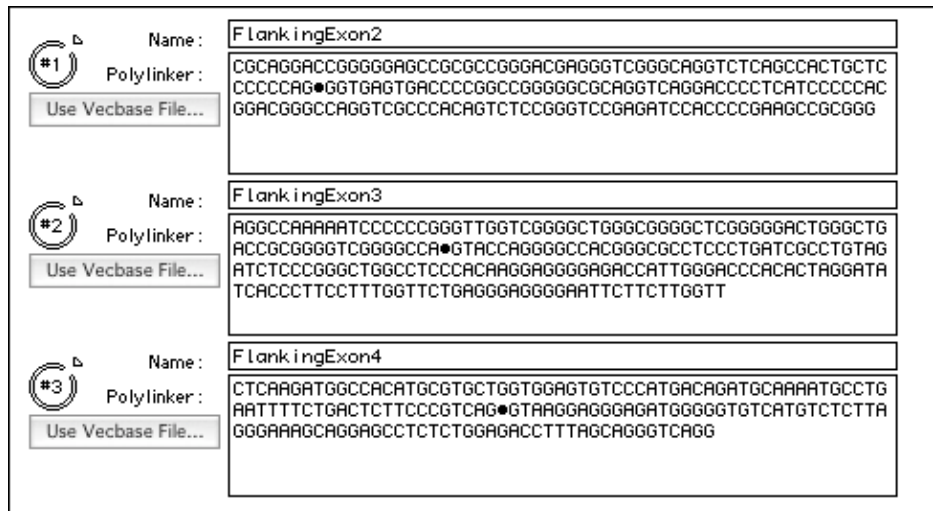 #1
Name:
FlankingExon2
Polylinker:
CGCAGGACCGGGGGAGCCGCGCCGGGACGAGGGTCGGGCAGGTCTCAGCCACTGCTC
CCCCCAG●GGTGAGTGACCCCGGCCGGGGGCGCAGGTCAGGACCCCTCATCCCCCAC
GGACGGGCCAGGTCGCCCACAGTCTCCGGGTCCGAGATCCACCCCGAAGCCGCGGG
Use Vecbase File...
#2
Name:
FlankingExon3
Polylinker:
AGGCCAAAAATCCCCCCGGGTTGGTCGGGGCTGGGCGGGGCTCGGGGGACTGGGCTG
ACCGCGGGGTCGGGGCCA●GTACCAGGGGCCACGGGCGCCTCCCTGATCGCCTGTAG
ATCTCCCGGGCTGGCCTCCCACAAGGAGGGGAGACCATTGGGACCCACACTAGGATA
TCACCCTTCCTTTGGTTCTGAGGGAGGGGAATTCTTCTTGGTT
Use Vecbase File...
#3
Name:
FlankingExon4
Polylinker:
CTCAAGATGGCCACATGCGTGCTGGTGGAGTGTCCCATGACAGATGCAAAATGCCTG
AATTTTCTGACTCTTCCCGTCAG●GTAAGGAGGGAGATGGGGGTGTCATGTCTCTTA
GGGAAAGCAGGAGCCTCTCTGGAGACCTTTAGCAGGGTCAGG
Use Vecbase File...